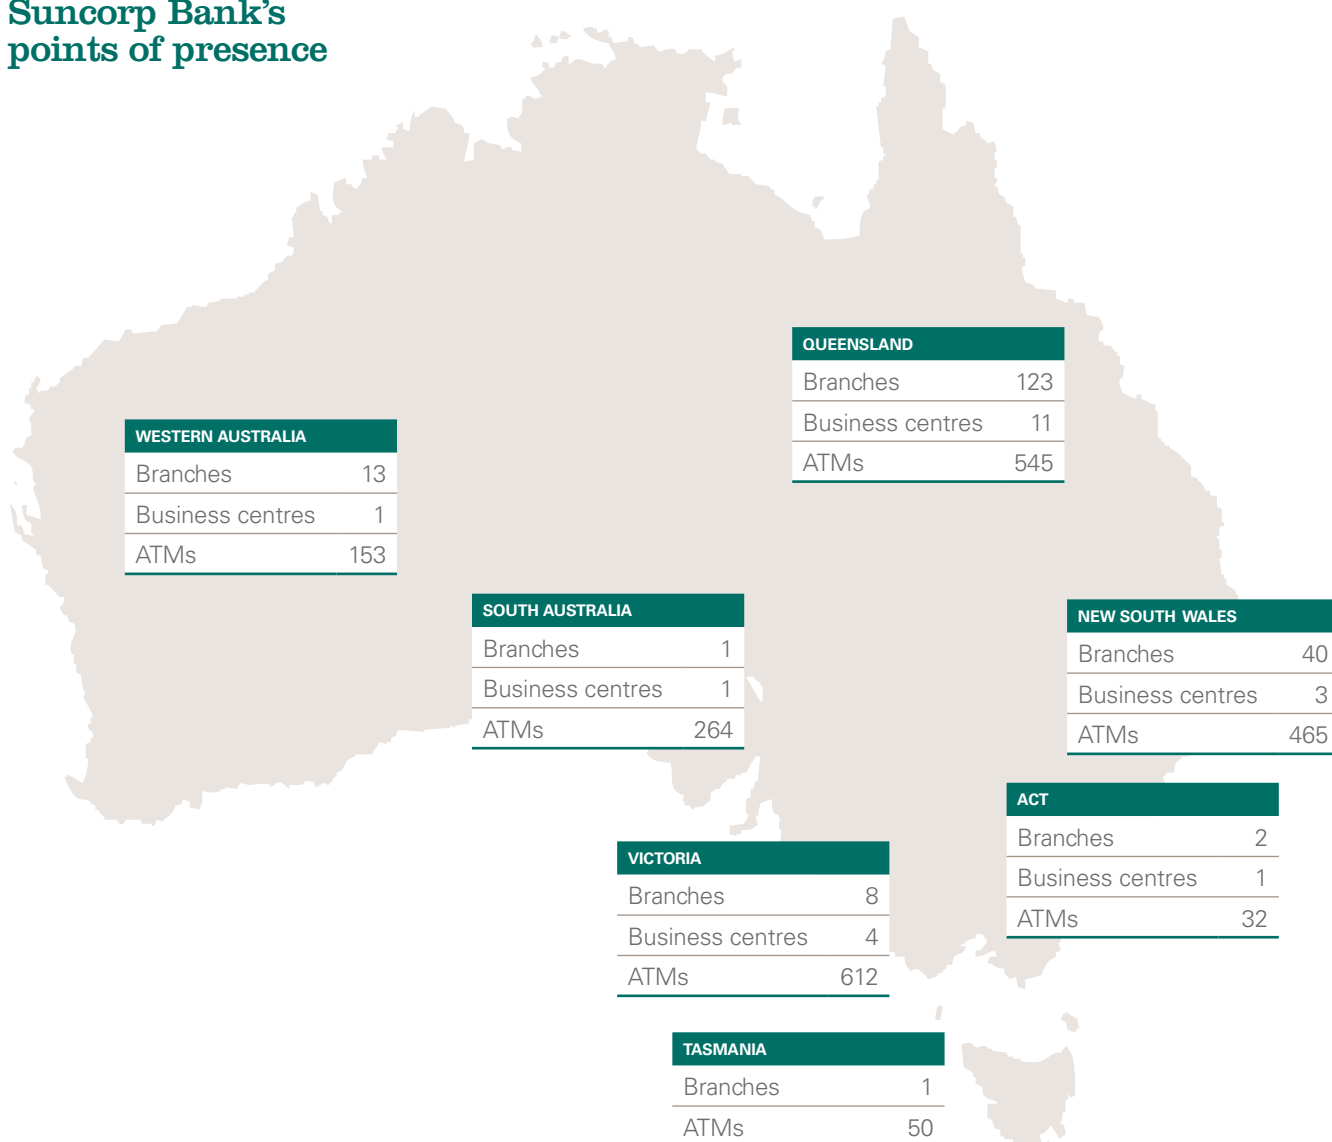 Suncorp Bank's
points of presence
QUEENSLAND
Branches 123
Business centres 11
ATMs 545
WESTERN AUSTRALIA
Branches 13
Business centres 1
ATMs 153
SOUTH AUSTRALIA
Branches 1
Business centres 1
ATMs 264
NEW SOUTH WALES
Branches 40
Business centres 3
ATMs 465
ACT
Branches 2
Business centres 1
ATMs 32
VICTORIA
Branches 8
Business centres 4
ATMs 612
TASMANIA
Branches 1
ATMs 50